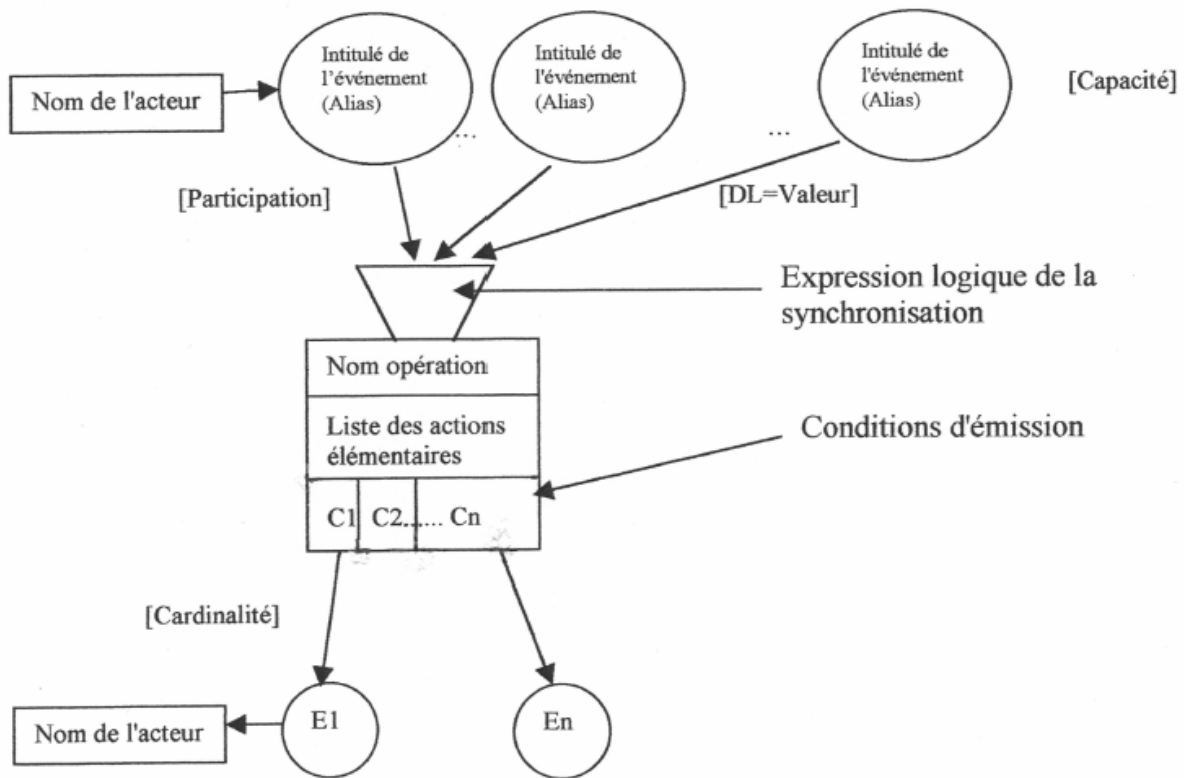 Intitulé de
l'événement
(Alias)
Intitulé de
l'événement
(Alias)
Intitulé de
l'événement
(Alias)
[Capacité]
Nom de l'acteur
...
...
[Participation]
[DL=Valeur]
Expression logique de la
synchronisation
Nom opération
Liste des actions
élémentaires
Conditions d'émission
C1 C2...... Cn
[Cardinalité]
E1
En
Nom de l'acteur